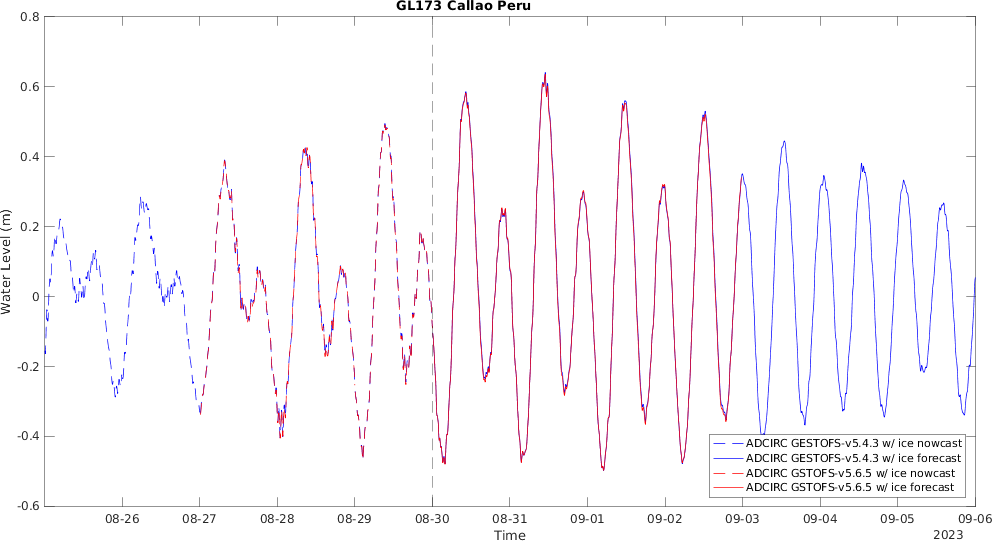 GL173 Callao Peru
0.8
0.6
0.4
0.2
0
-0.2
-0.4
-0.6
Water Level (m)
ADCIRC GESTOFS-v5.4.3 w/ ice nowcast
ADCIRC GESTOFS-v5.4.3 w/ ice forecast
ADCIRC GSTOFS-v5.6.5 w/ ice nowcast
ADCIRC GSTOFS-v5.6.5 w/ ice forecast
08-26 08-27 08-28 08-29 08-30 08-31 09-01 09-02 09-03 09-04 09-05 09-06
Time
2023